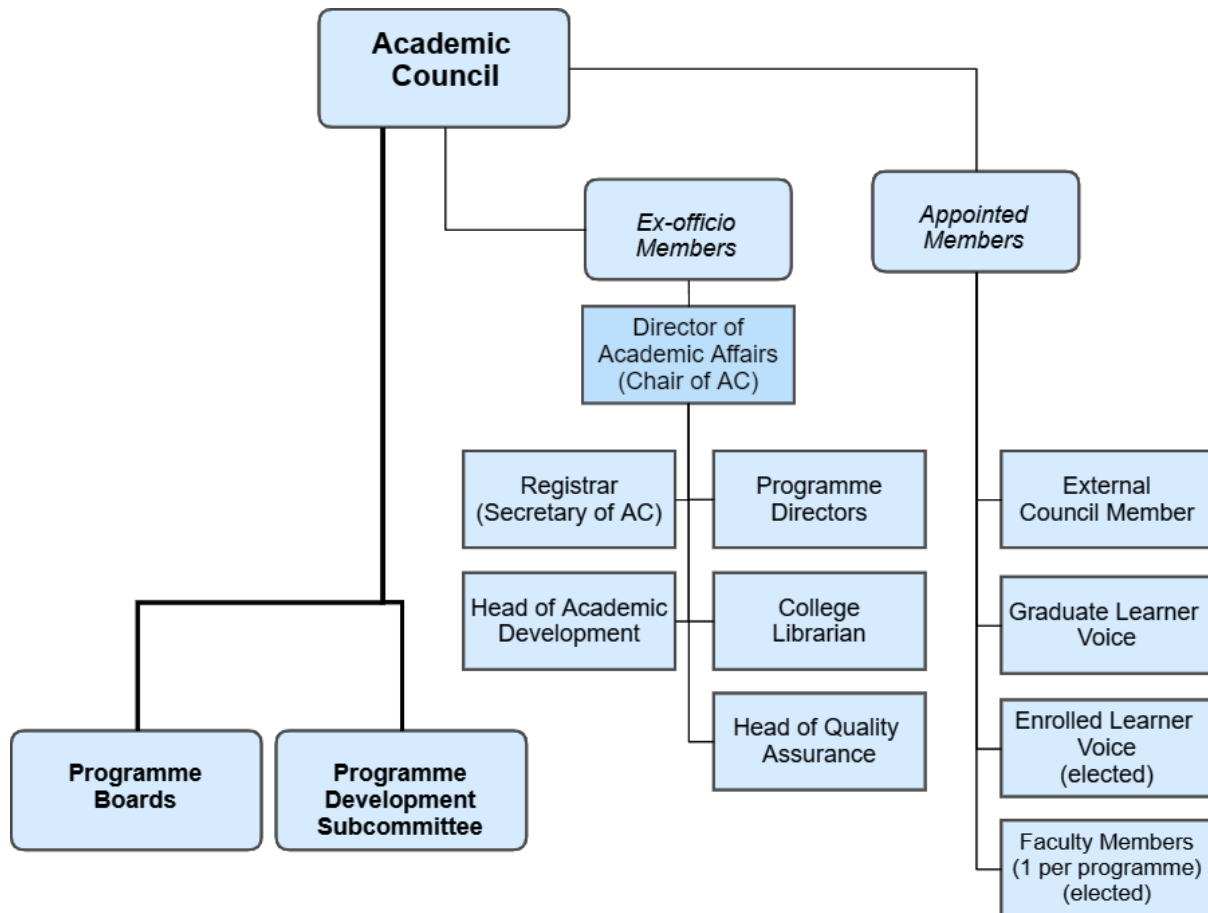 Academic
Council
Ex-officio
Members
Appointed
Members
Director of
Academic Affairs
(Chair of AC)
Registrar
(Secretary of AC)
Programme
Directors
External
Council Member
Head of Academic
Development
College
Librarian
Graduate Learner
Voice
Head of Quality
Assurance
Enrolled Learner
Voice
(elected)
Programme
Boards
Programme
Development
Subcommittee
Faculty Members
(1 per programme)
(elected)